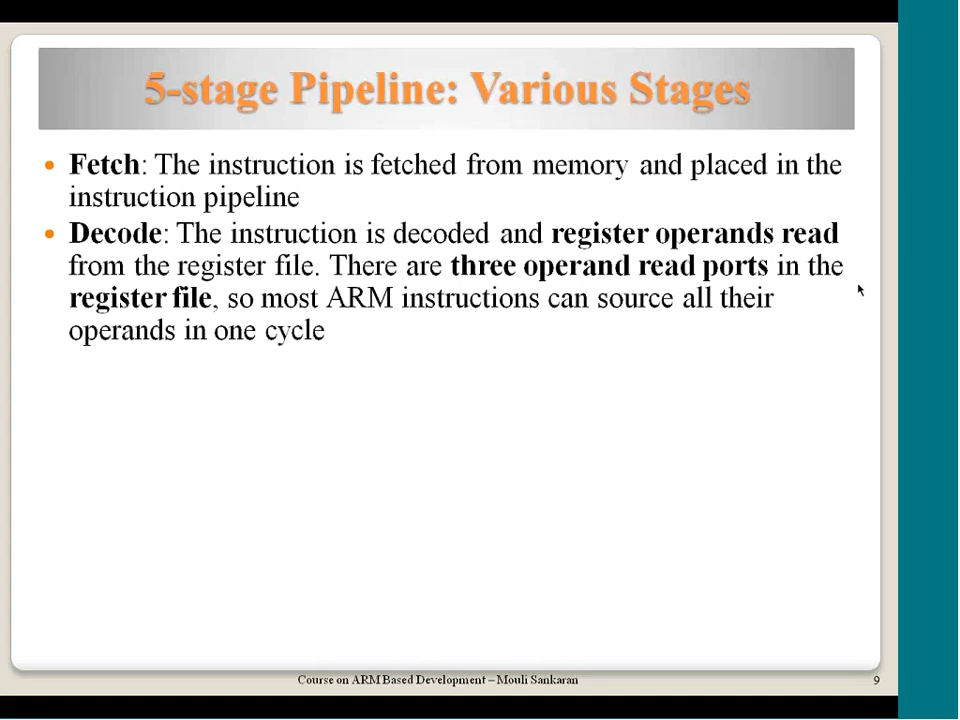 5-stage Pipeline: Various Stages
• Fetch: The instruction is fetched from memory and placed in the
instruction pipeline
• Decode: The instruction is decoded and register operands read
from the register file. There are three operand read ports in the
register file, so most ARM instructions can source all their
operands in one cycle
Course on ARM Based Development – Mouli Sankaran
9